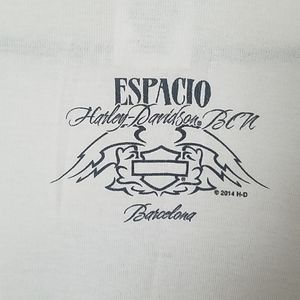 ESPACIO
Harley-Davidson® BCN
© 2014 H-D
Barcelona